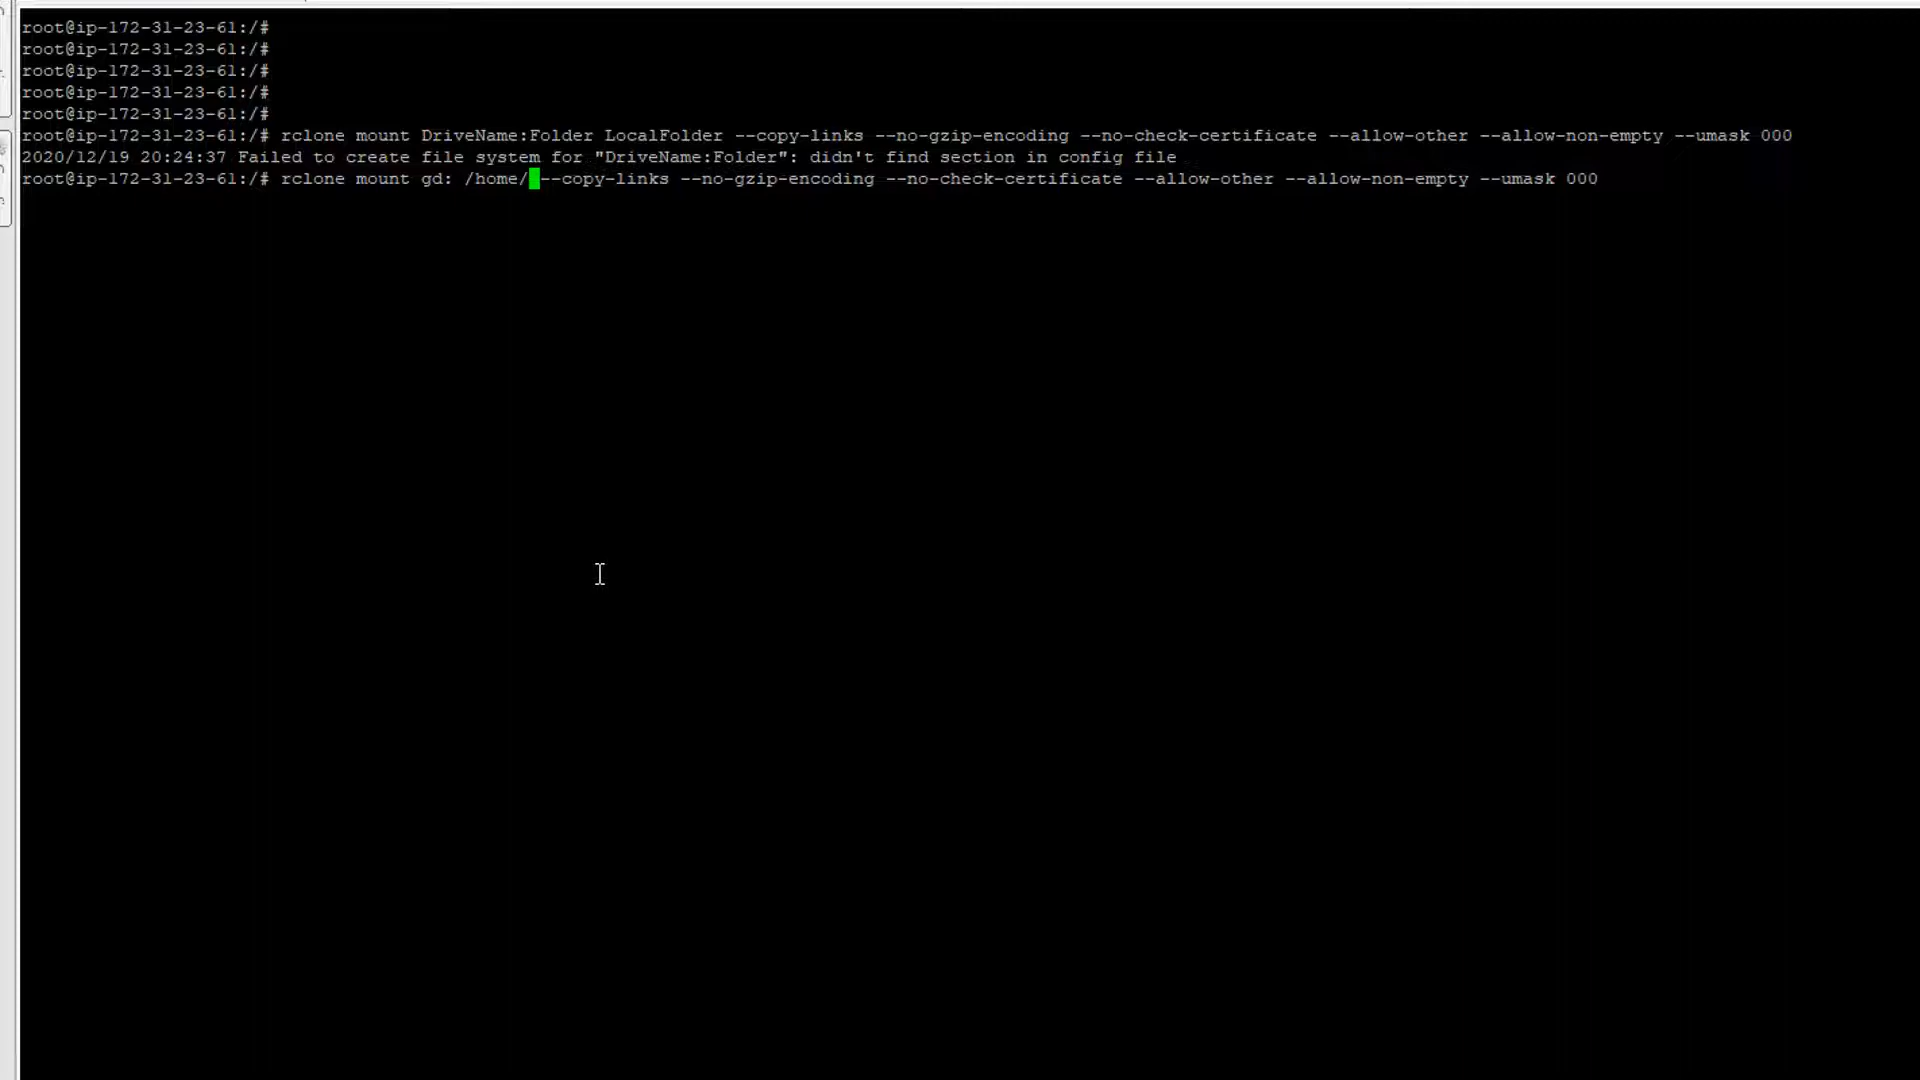 root@ip-172-31-23-61:/#
root@ip-172-31-23-61:/#
root@ip-172-31-23-61:/#
root@ip-172-31-23-61:/#
root@ip-172-31-23-61:/#
root@ip-172-31-23-61:/# rclone mount DriveName:Folder LocalFolder --copy-links --no-gzip-encoding --no-check-certificate --allow-other --allow-non-empty --umask 000
2020/12/19 20:24:37 Failed to create file system for "DriveName:Folder": didn't find section in config file
root@ip-172-31-23-61:/# rclone mount gd: /home/ --copy-links --no-gzip-encoding --no-check-certificate --allow-other --allow-non-empty --umask 000